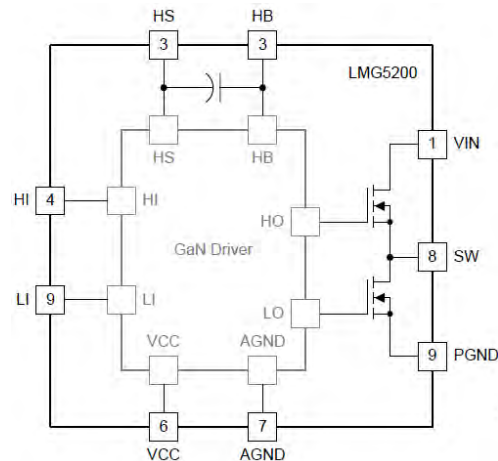 HS
HB
3
3
LMG5200
1
VIN
HS
HB
HI
4
HI
HO
GaN Driver
8
SW
LI
9
LI
LO
VCC
AGND
9
PGND
6
7
VCC
AGND